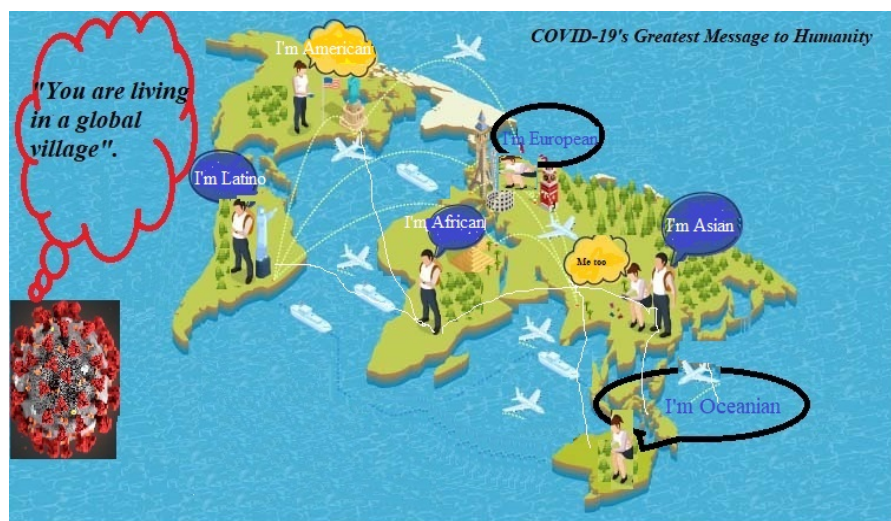 COVID-19's Greatest Message to Humanity
I'm American
"You are living
in a global
village".
I'm European
I'm Latino
I'm African
I'm Asian
Me too
I'm Oceanian